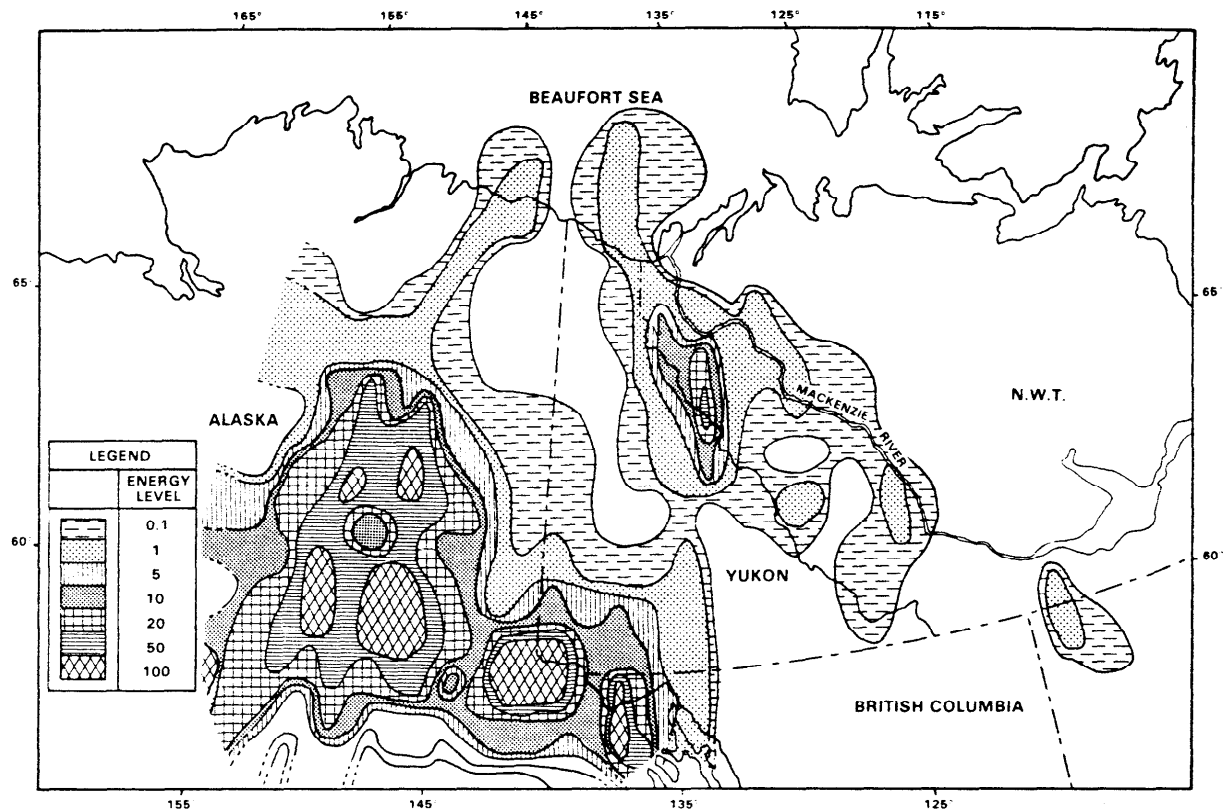 165° 155° 145° 135° 125° 115°
BEAUFORT SEA
65° 65°
ALASKA
MACKENZIE RIVER
N.W.T.
LEGEND
ENERGY LEVEL
0.1
1
5
10
20
50
100
60° 60°
YUKON
BRITISH COLUMBIA
155 145° 135° 125°